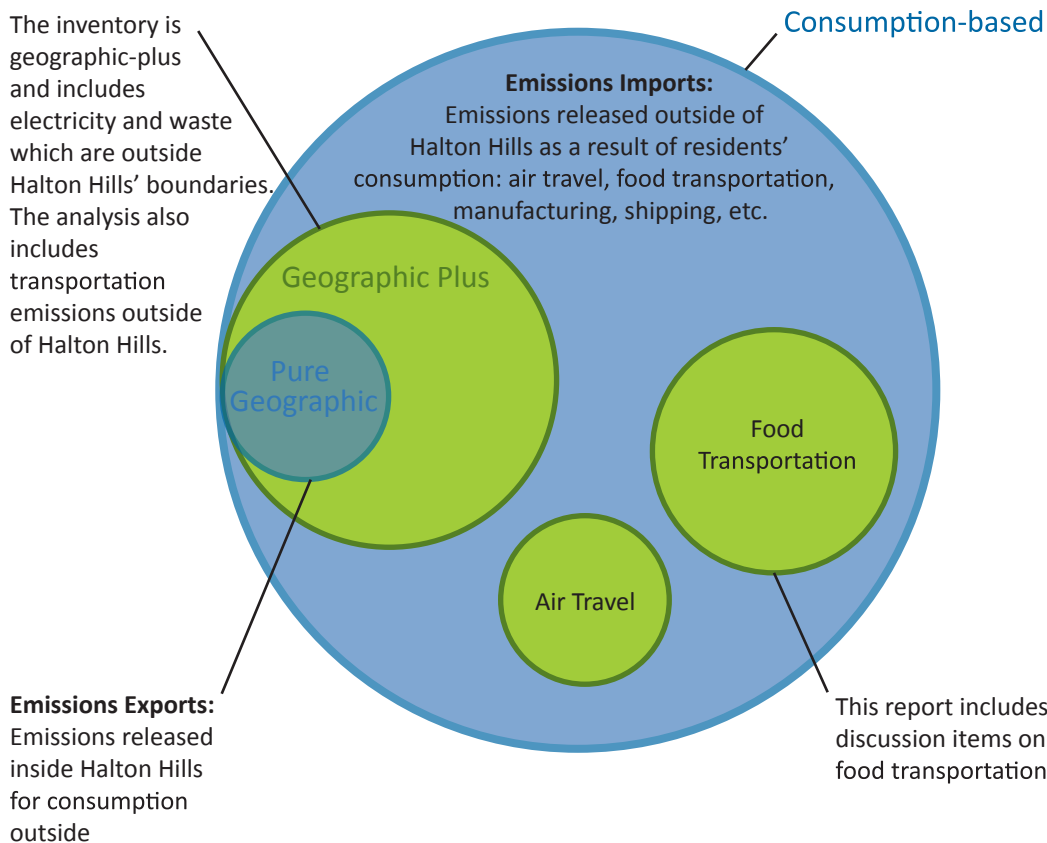 The inventory is
geographic-plus
and includes
electricity and waste
which are outside
Halton Hills' boundaries.
The analysis also
includes
transportation
emissions outside
of Halton Hills.
Consumption-based
Emissions Imports:
Emissions released outside of
Halton Hills as a result of residents'
consumption: air travel, food transportation,
manufacturing, shipping, etc.
Geographic Plus
Pure
Geographic
Food
Transportation
Air Travel
Emissions Exports:
Emissions released
inside Halton Hills
for consumption
outside
This report includes
discussion items on
food transportation